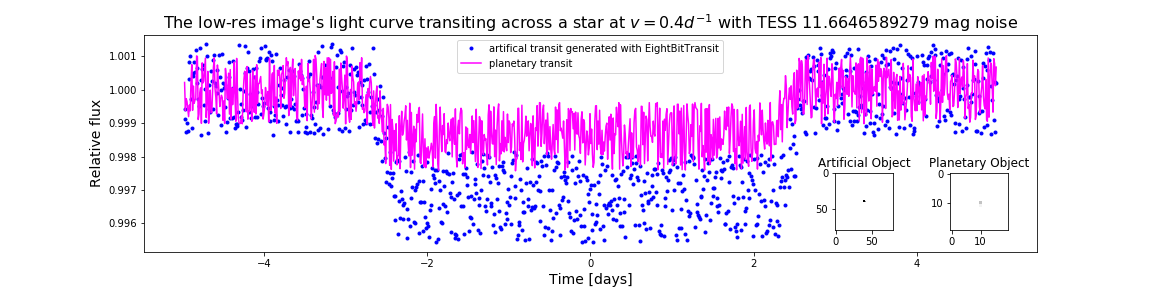 The low-res image's light curve transiting across a star at v = 0.4d⁻¹ with TESS 11.6646589279 mag noise
artifical transit generated with EightBitTransit
planetary transit
Relative flux
1.001
1.000
0.999
0.998
0.997
0.996
Artificial Object
0
50
0 50
Planetary Object
0
10
0 10
−4 −2 0 2 4
Time [days]